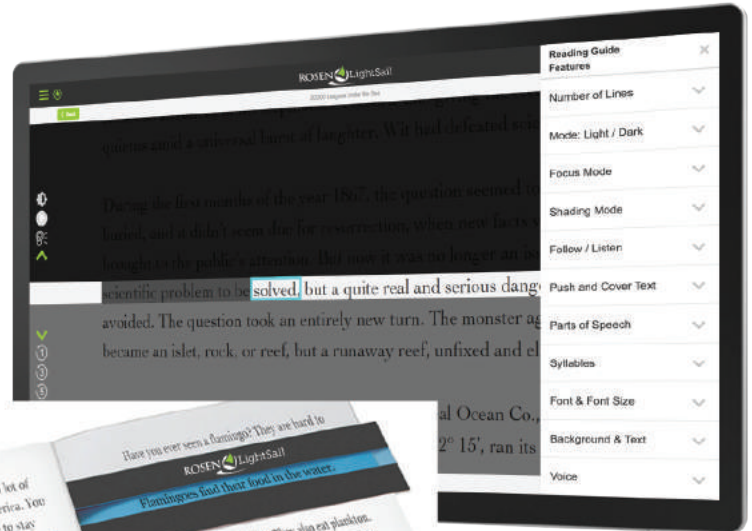 ROSEN LightSail
20000 Leagues Under the Sea
quietus amid a universal burst of laughter. Wit had defeated
During the first months of the year 1867, the question seemed to
buried, and it didn't seem due for resurrection, when new facts
brought to the public's attention. But now it was no longer an
scientific problem to be solved, but a quite real and serious dang
avoided. The question took an entirely new turn. The monster ag
became an islet, rock, or reef, but a runaway reef, unfixed and el
al Ocean Co.,
2° 15', ran its
1
3
5
Reading Guide
Features
Number of Lines
Mode: Light / Dark
Focus Mode
Shading Mode
Follow / Listen
Push and Cover Text
Parts of Speech
Syllables
Font & Font Size
Background & Text
Voice
Have you ever seen a flamingo? They are hard to
ROSEN LightSail
Flamingoes find their food in the water.
also eat plankton.
lot of
erica. You
to stay